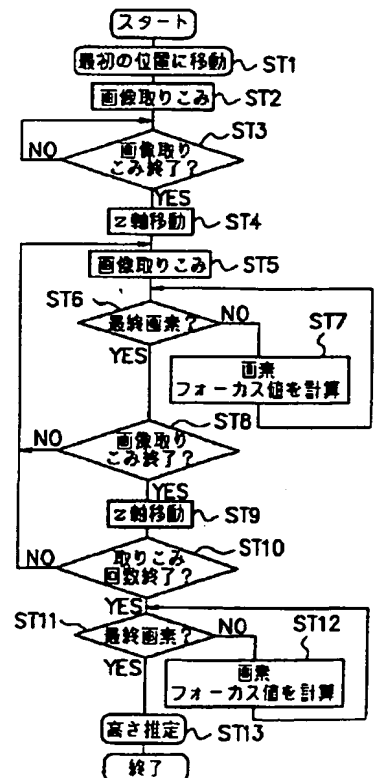 スタート
最初の位置に移動 ST1
画像取りこみ ST2
ST3
NO
画像取り
こみ終了?
YES
Z軸移動 ST4
画像取りこみ ST5
ST6
最終画素?
NO
ST7
YES
画素
フォーカス値を計算
ST8
NO
画像取り
こみ終了?
YES
Z軸移動 ST9
NO
取りこみ
回数終了?
ST10
YES
ST11
最終画素?
NO
ST12
YES
画素
フォーカス値を計算
高さ推定 ST13
終了